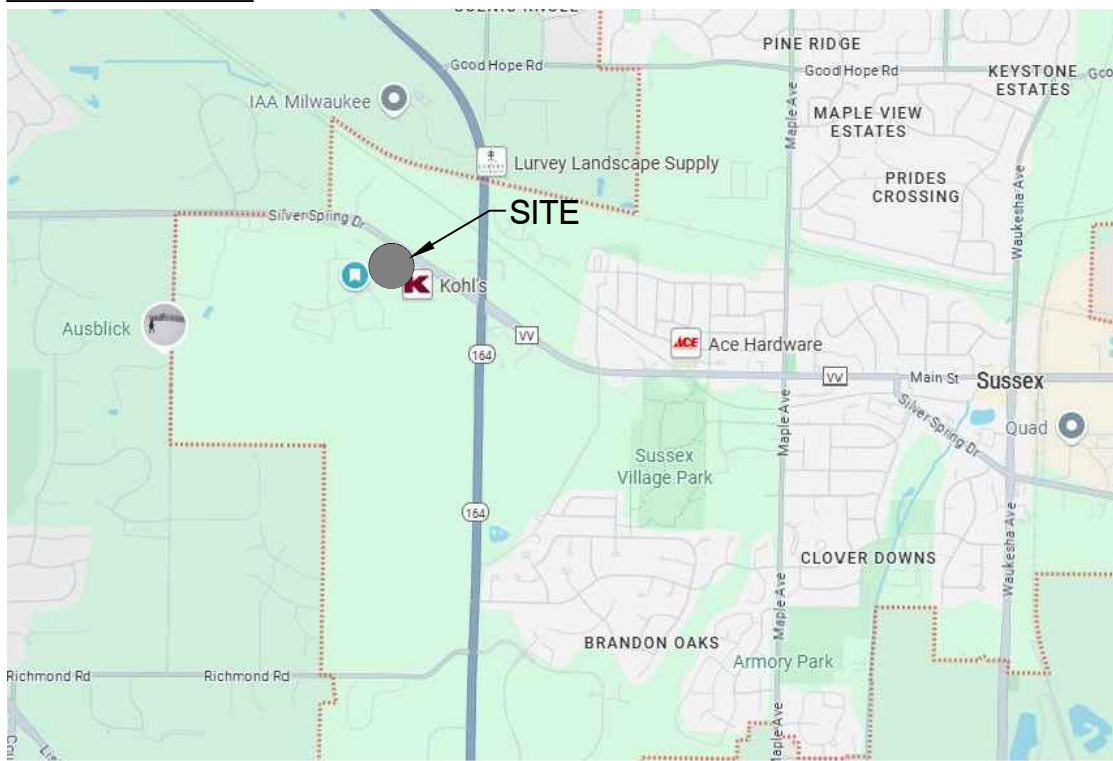 PINE RIDGE
Good Hope Rd
Good Hope Rd
KEYSTONE
ESTATES
IAA Milwaukee
MAPLE VIEW
ESTATES
Maple Ave
Lurvey Landscape Supply
PRIDES
CROSSING
Waukesha Ave
Silver Spring Dr
SITE
K
Kohl's
Ausblick
VV
ACE
Ace Hardware
164
VV
Main St
Sussex
Silver Spring Dr
Maple Ave
Quad
Sussex
Village Park
164
Waukesha Ave
CLOVER DOWNS
Maple Ave
BRANDON OAKS
Armory Park
Richmond Rd
Richmond Rd
Maple Ave